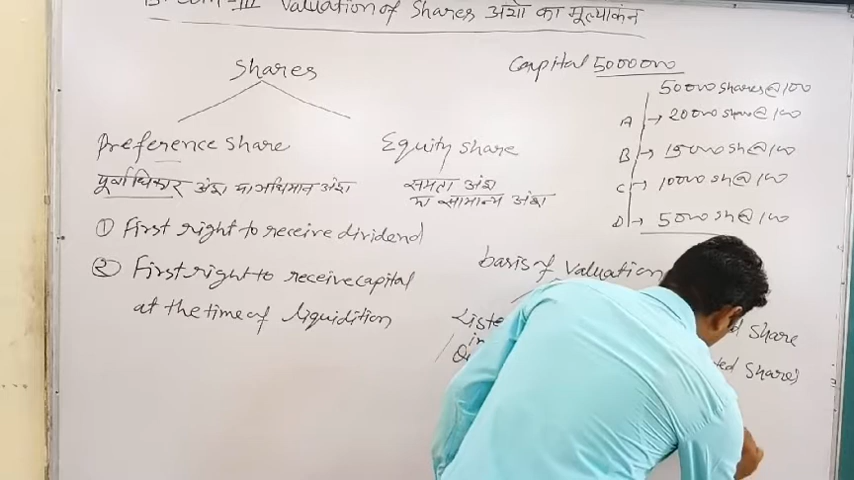 B.Com-III Valuation of Shares अंशों का मूल्यांकन
Shares
Preference share
पूर्वाधिकार अंश या अधिमान अंश
① First right to receive dividend
② First right to receive capital
at the time of liquidition
Equity share
समता अंश
या सामान्य अंश
Capital 5000000
50000 shares @ 100
A → 20000 share @ 100
B → 15000 sh @ 100
C → 10000 sh @ 100
D → 5000 sh @ 100
basis of Valuation
Share
Shares